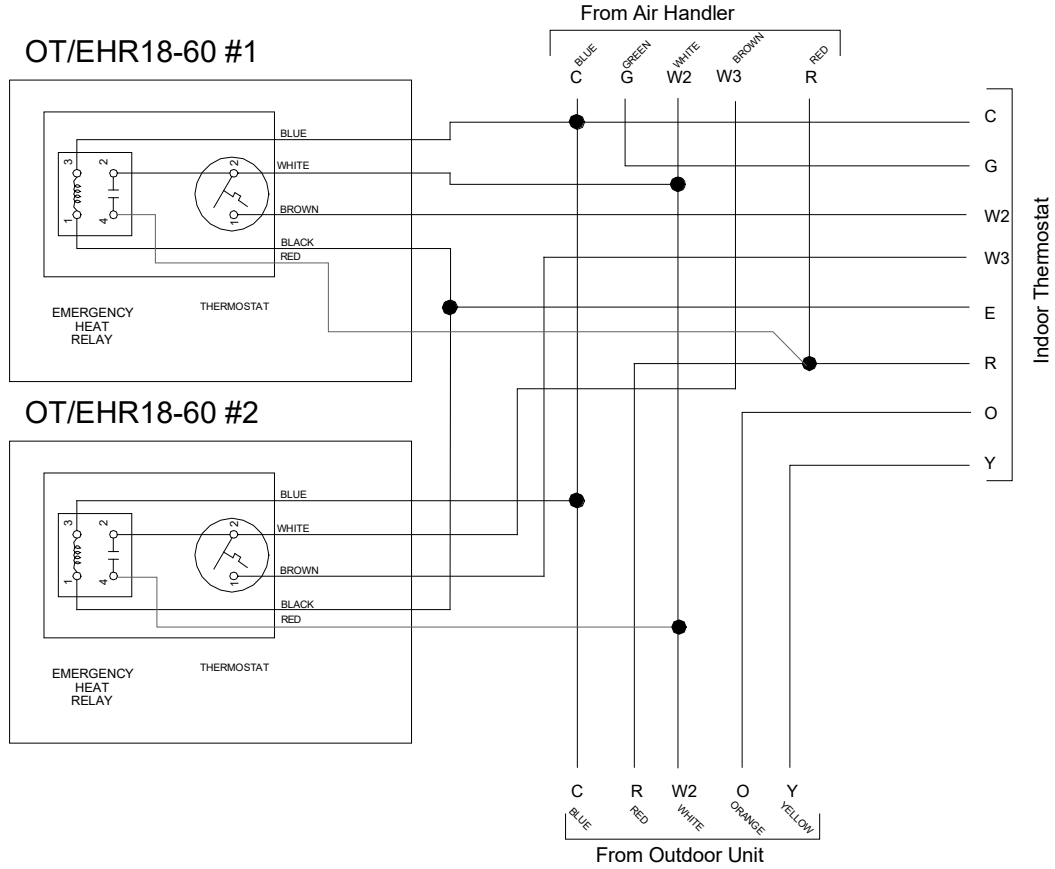 From Air Handler
OT/EHR18-60 #1
BLUE GREEN WHITE BROWN RED
C G W2 W3 R
BLUE
WHITE
BROWN
BLACK
RED
3 2
1 4
2
1
EMERGENCY
HEAT
RELAY
THERMOSTAT
C
G
W2
W3
E
R
O
Y
Indoor Thermostat
OT/EHR18-60 #2
BLUE
WHITE
BROWN
BLACK
RED
3 2
1 4
2
1
EMERGENCY
HEAT
RELAY
THERMOSTAT
C R W2 O Y
BLUE RED WHITE ORANGE YELLOW
From Outdoor Unit